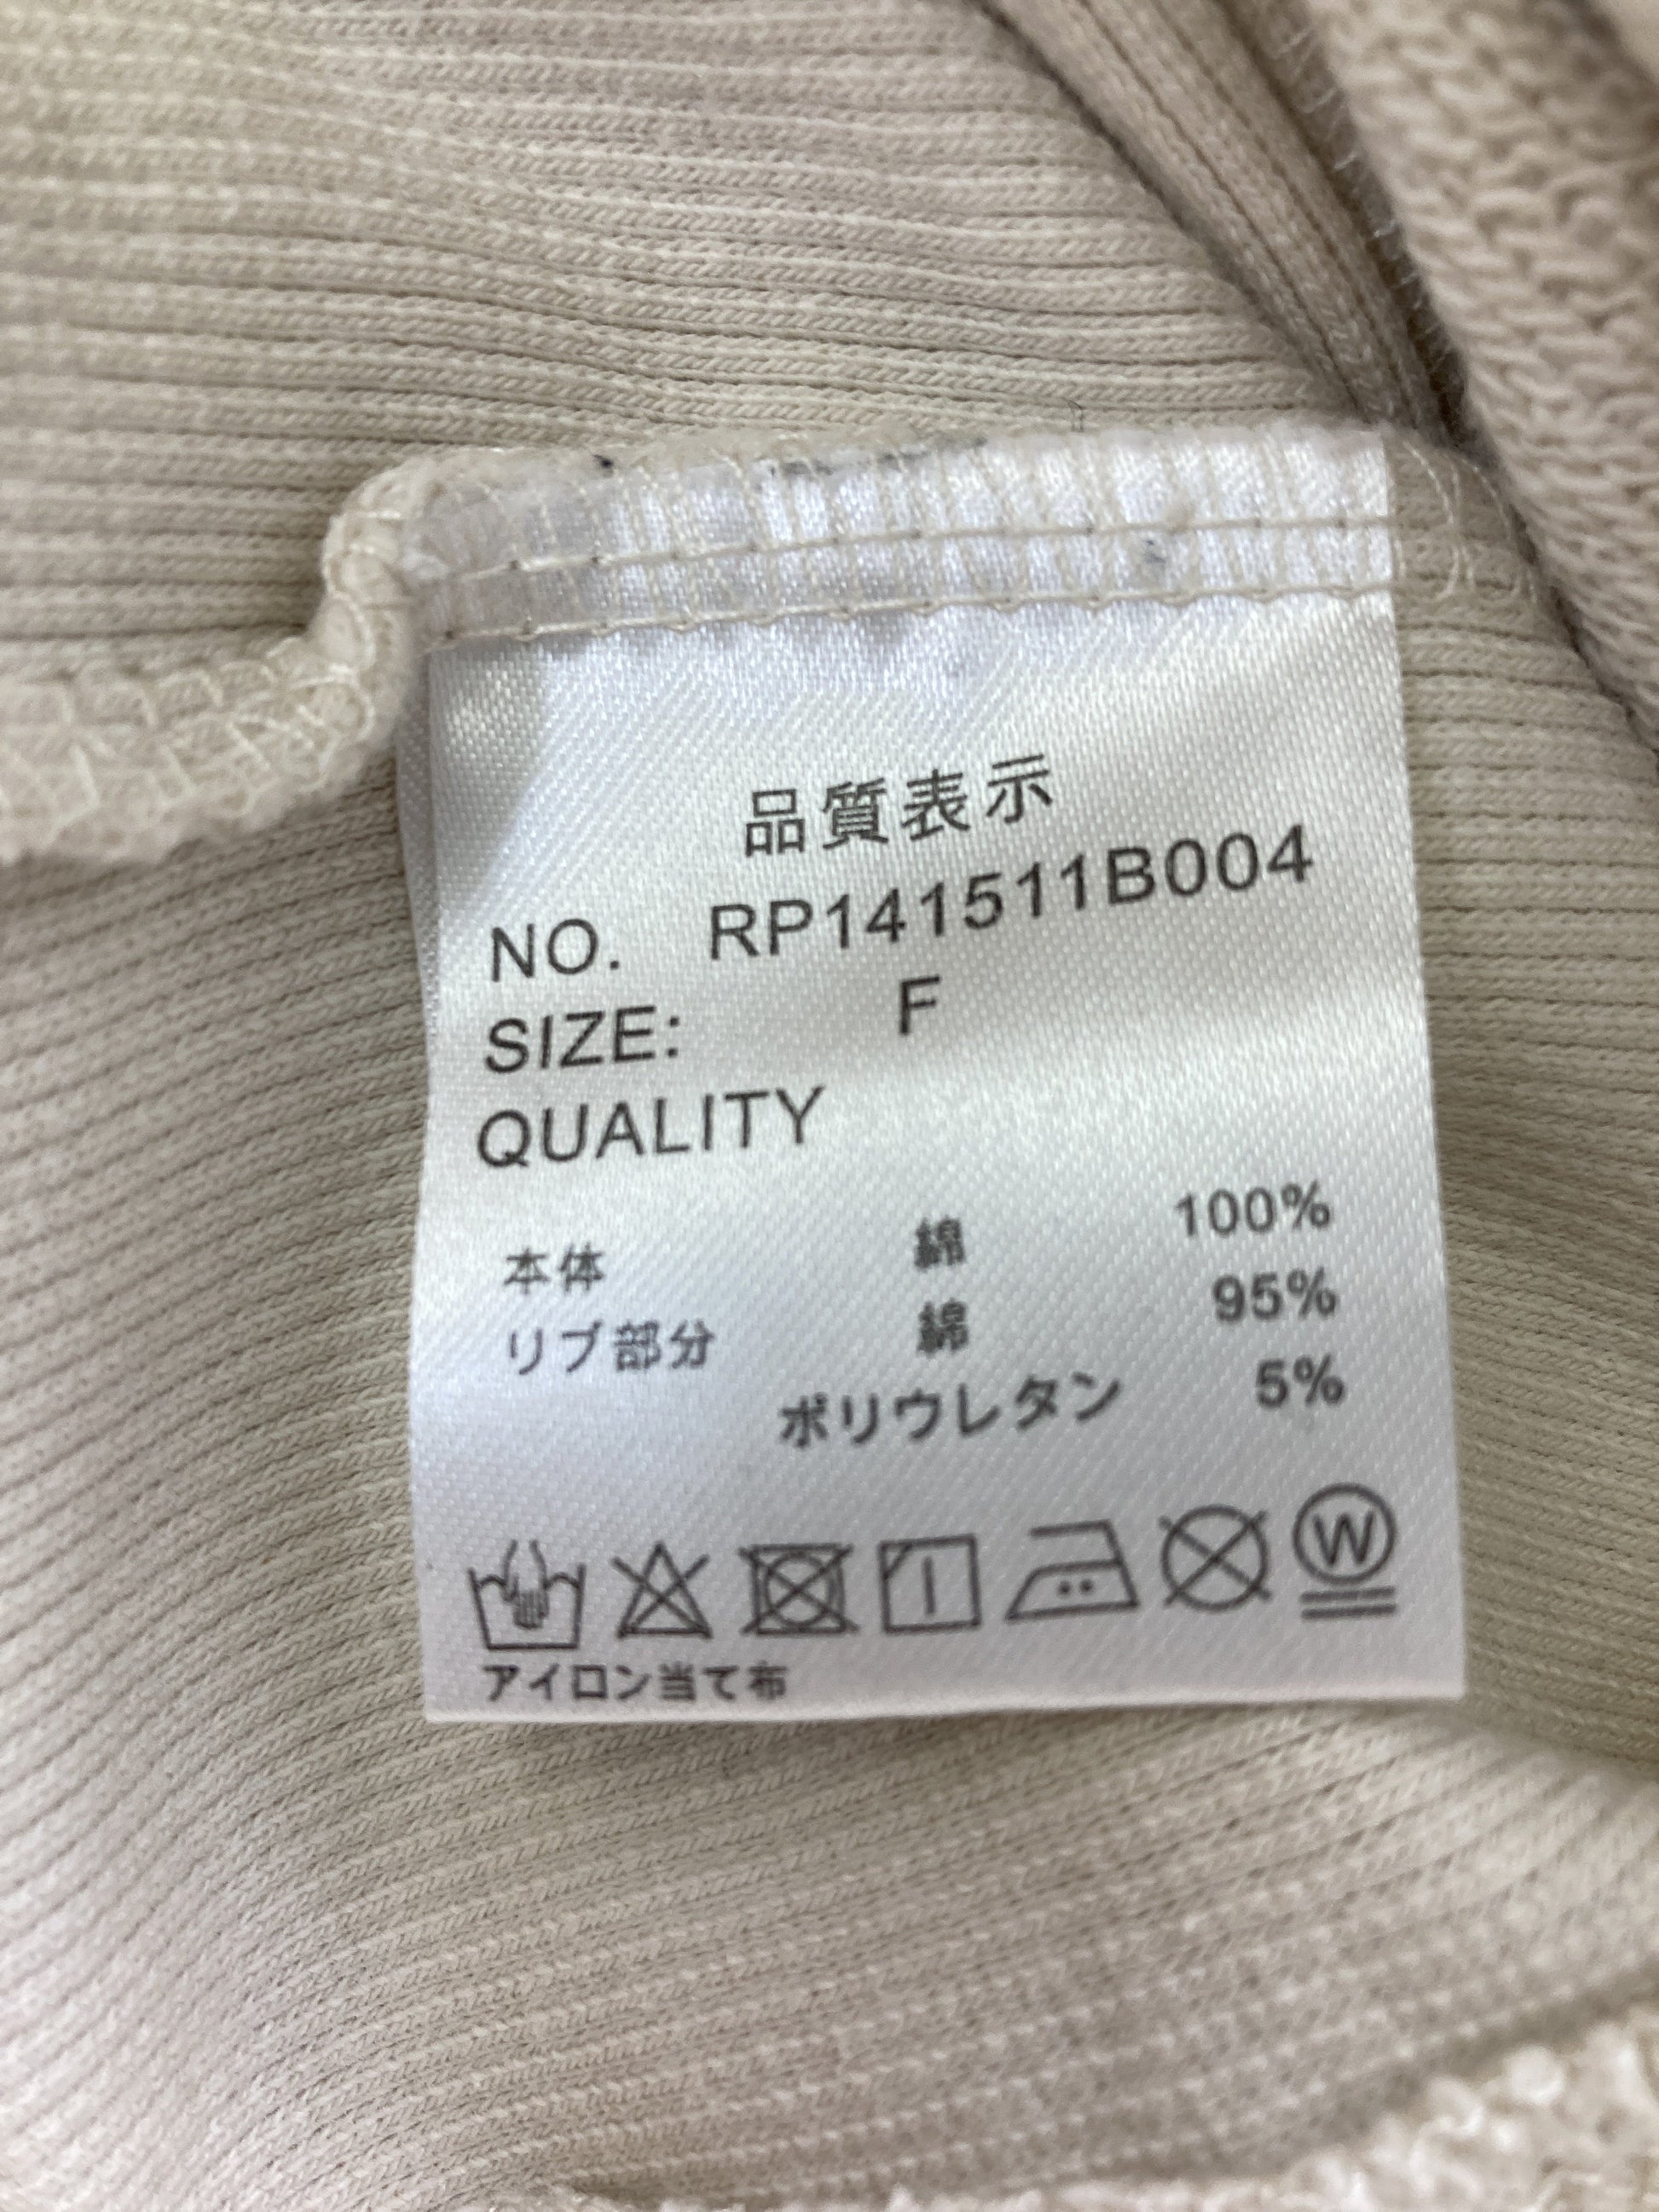 品質表示
NO. RP141511B004
SIZE: F
QUALITY
本体 綿 100%
リブ部分 綿 95%
ポリウレタン 5%
W
アイロン当て布